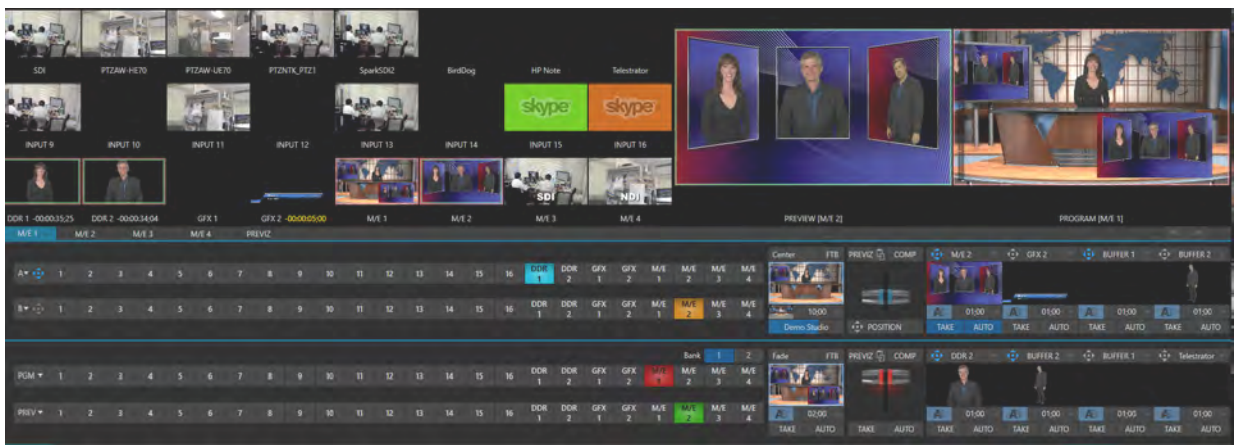 SDI PTZAW-HE70 PTZAW-UE70 PTZNTK_PTZ1 SparkSDI2 BirdDog HP Note Telestrator
skype skype
INPUT 9 INPUT 10 INPUT 11 INPUT 12 INPUT 13 INPUT 14 INPUT 15 INPUT 16
SDI NDI
DDR 1 -00:00:35;25 DDR 2 -00:00:34;04 GFX 1 GFX 2 -00:00:05;00 M/E 1 M/E 2 M/E 3 M/E 4 PREVIEW [M/E 2] PROGRAM [M/E 1]
M/E 1 M/E 2 M/E 3 M/E 4 PREVIZ
Center FTB PREVIZ COMP M/E 2 GFX 2 BUFFER 1 BUFFER 2
A 1 2 3 4 5 6 7 8 9 10 11 12 13 14 15 16 DDR 1 DDR 2 GFX 1 GFX 2 M/E 1 M/E 2 M/E 3 M/E 4
B 1 2 3 4 5 6 7 8 9 10 11 12 13 14 15 16 DDR 1 DDR 2 GFX 1 GFX 2 M/E 1 M/E 2 M/E 3 M/E 4
10;00 01;00 01;00 01;00 01;00
Demo Studio POSITION TAKE AUTO TAKE AUTO TAKE AUTO TAKE AUTO
Bank 1 2 Fade FTB PREVIZ COMP DDR 2 BUFFER 2 BUFFER 1 Telestrator
PGM 1 2 3 4 5 6 7 8 9 10 11 12 13 14 15 16 DDR 1 DDR 2 GFX 1 GFX 2 M/E 1 M/E 2 M/E 3 M/E 4
PREV 1 2 3 4 5 6 7 8 9 10 11 12 13 14 15 16 DDR 1 DDR 2 GFX 1 GFX 2 M/E 1 M/E 2 M/E 3 M/E 4
02;00 01;00 01;00 01;00 01;00
TAKE AUTO TAKE AUTO TAKE AUTO TAKE AUTO TAKE AUTO